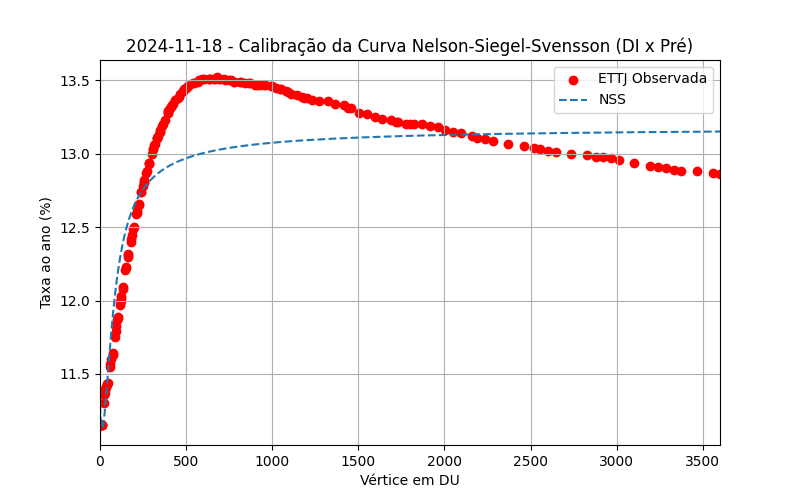 2024-11-18 - Calibração da Curva Nelson-Siegel-Svensson (DI x Pré)
ETTJ Observada
NSS
Taxa ao ano (%)
13.5
13.0
12.5
12.0
11.5
0 500 1000 1500 2000 2500 3000 3500
Vértice em DU